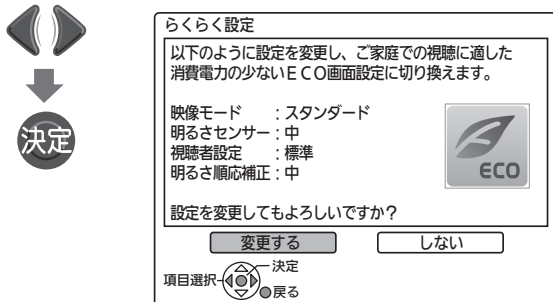 決定
らくらく設定
以下のように設定を変更し、ご家庭での視聴に適した
消費電力の少ないＥＣＯ画面設定に切り換えます。
映像モード　：スタンダード
明るさセンサー：中
視聴者設定　：標準
明るさ順応補正：中
ECO
設定を変更してもよろしいですか？
変更する　しない
決定
項目選択
戻る